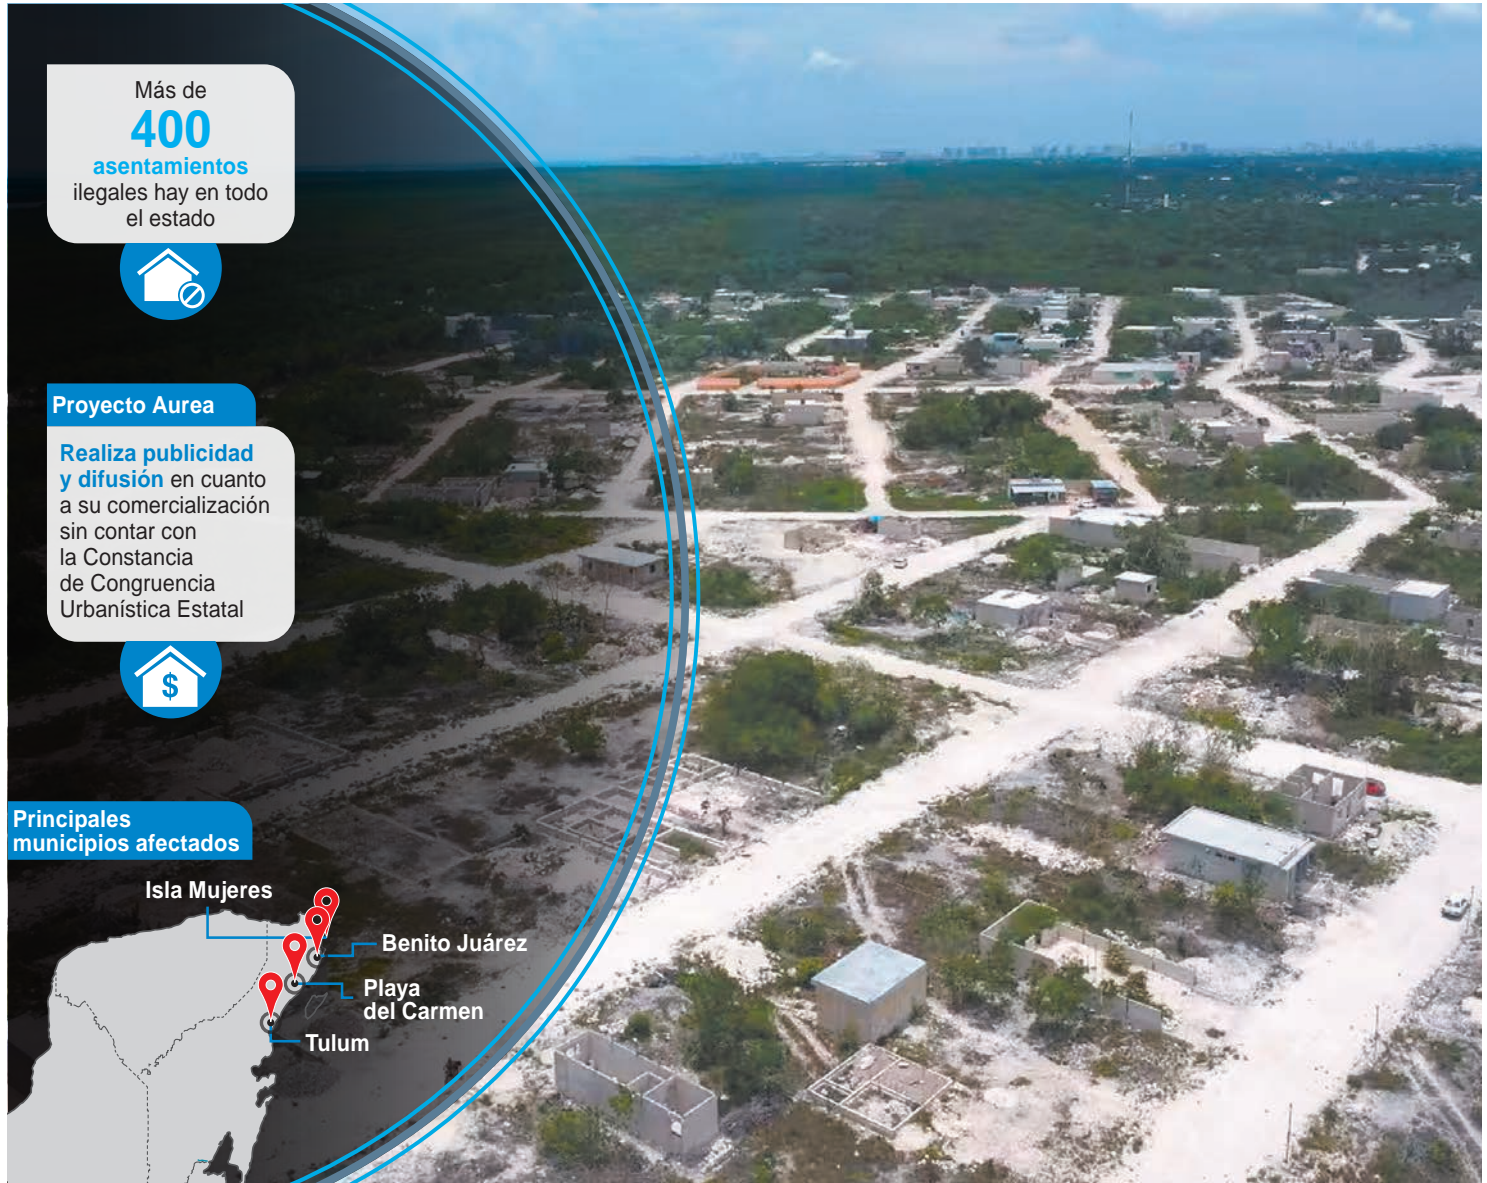 Más de
400
asentamientos
ilegales hay en todo
el estado
Proyecto Aurea
Realiza publicidad
y difusión en cuanto
a su comercialización
sin contar con
la Constancia
de Congruencia
Urbanística Estatal
$
Principales
municipios afectados
Isla Mujeres
Benito Juárez
Playa
del Carmen
Tulum